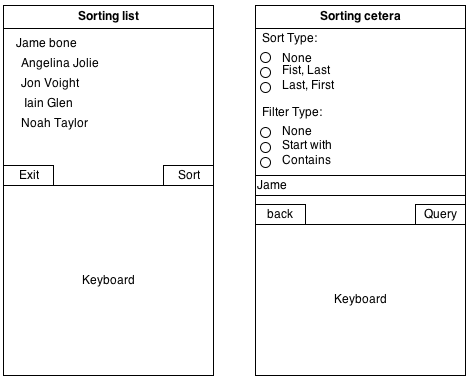 Sorting list
Jame bone
Angelina Jolie
Jon Voight
Iain Glen
Noah Taylor
Exit
Sort
Keyboard
Sorting cetera
Sort Type:
None
Fist, Last
Last, First
Filter Type:
None
Start with
Contains
Jame
back
Query
Keyboard